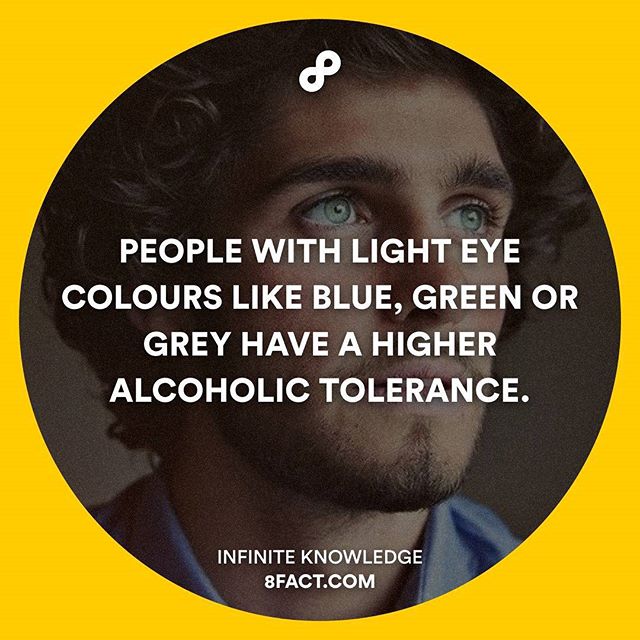 PEOPLE WITH LIGHT EYE
COLOURS LIKE BLUE, GREEN OR
GREY HAVE A HIGHER
ALCOHOLIC TOLERANCE.
INFINITE KNOWLEDGE
8FACT.COM